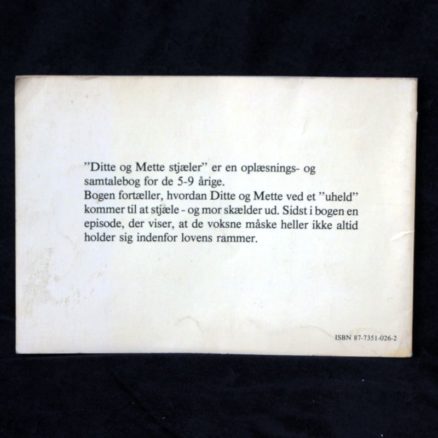 "Ditte og Mette stjæler" er en oplæsnings- og
samtalebog for de 5-9 årige.
Bogen fortæller, hvordan Ditte og Mette ved et "uheld"
kommer til at stjæle - og mor skælder ud. Sidst i bogen en
episode, der viser, at de voksne måske heller ikke altid
holder sig indenfor lovens rammer.
ISBN 87-7351-026-2